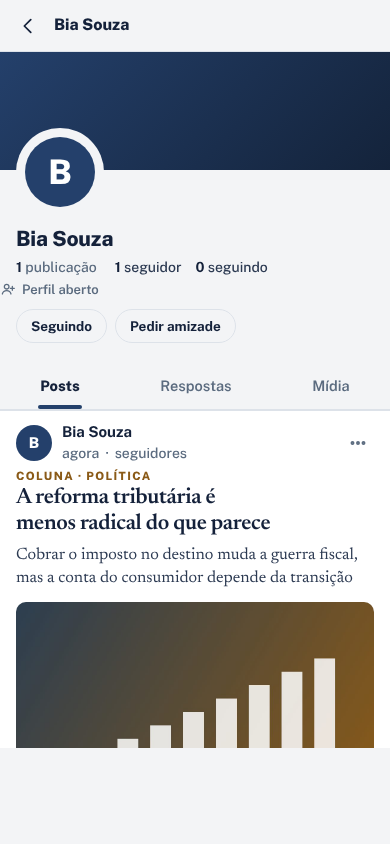 Bia Souza
B
Bia Souza
1 publicação 1 seguidor 0 seguindo
Perfil aberto
Seguindo Pedir amizade
Posts Respostas Mídia
B Bia Souza
agora · seguidores
COLUNA · POLÍTICA
A reforma tributária é
menos radical do que parece
Cobrar o imposto no destino muda a guerra fiscal,
mas a conta do consumidor depende da transição